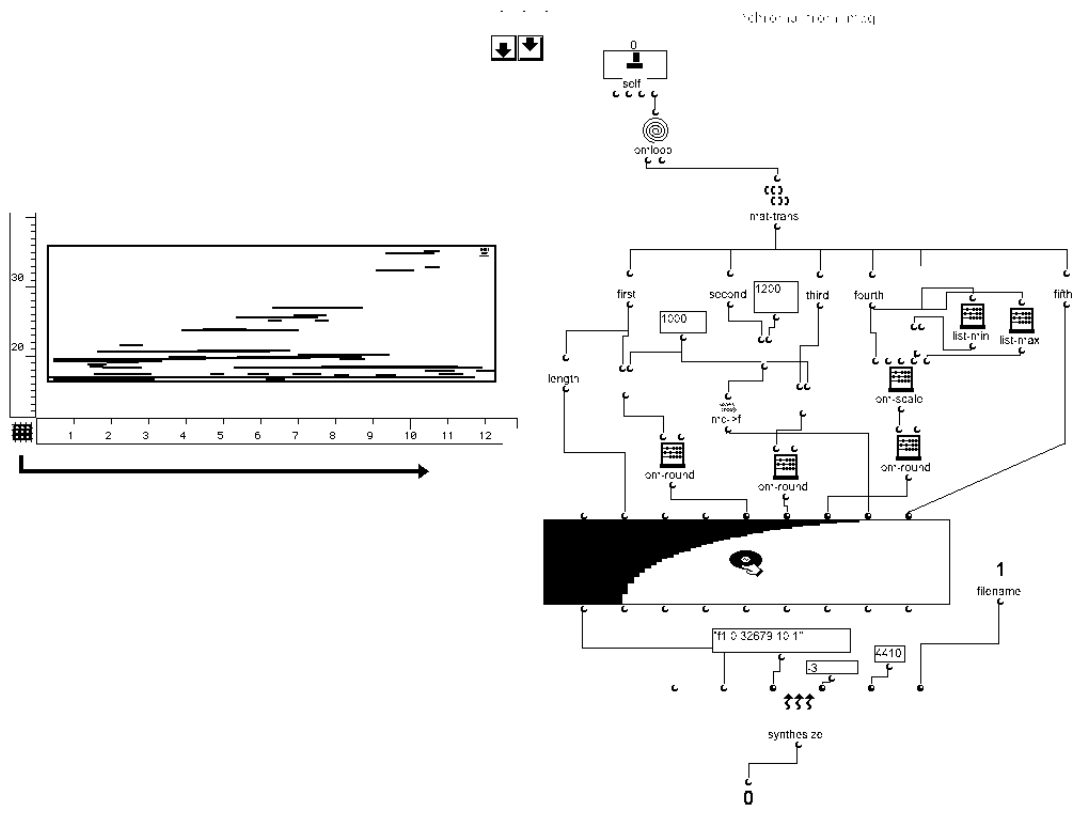 0
self
omloop
mat-trans
first
second
1200
third
fourth
fifth
1000
list-min
list-max
length
mc->f
om-scale
om-round
om-round
om-round
30
20
1 2 3 4 5 6 7 8 9 10 11 12
1
filename
"f1 0 32679 10 1"
-3
4410
synthesize
0